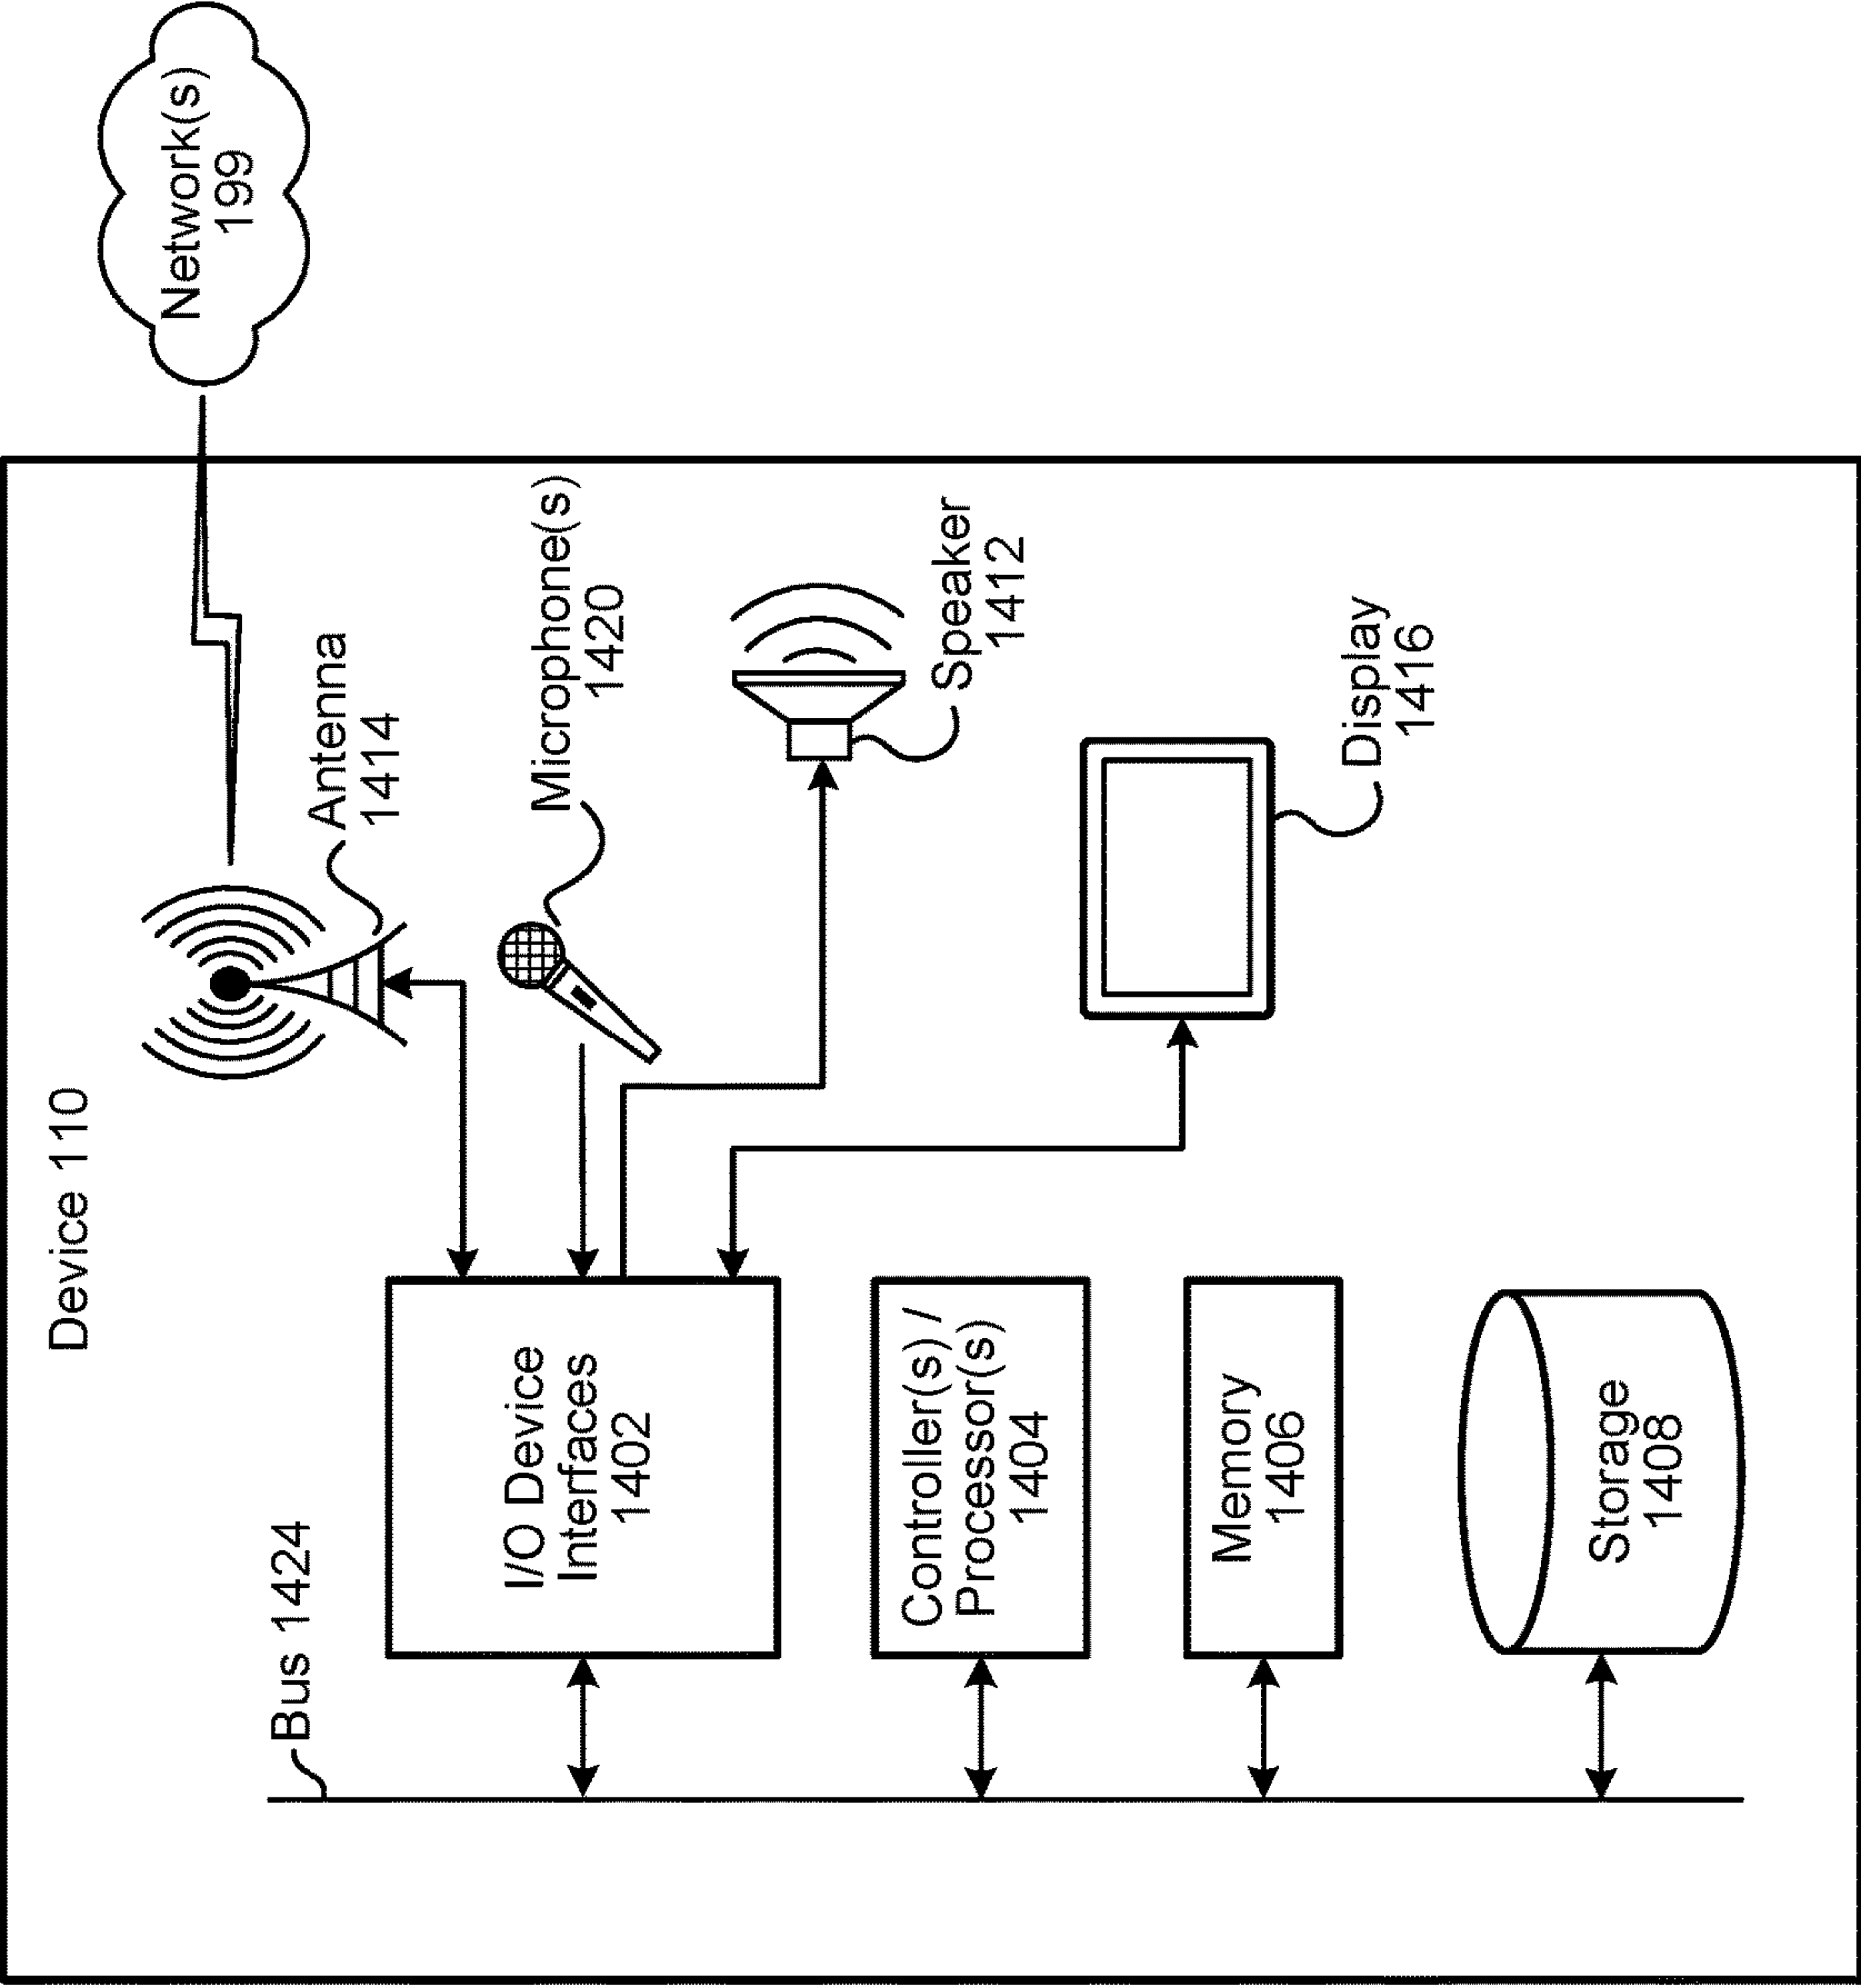 Device 110
Bus 1424
I/O Device
Interfaces
1402
Controller(s) /
Processor(s)
1404
Memory
1406
Storage
1408
Antenna
1414
Microphone(s)
1420
Speaker
1412
Display
1416
Network(s)
199